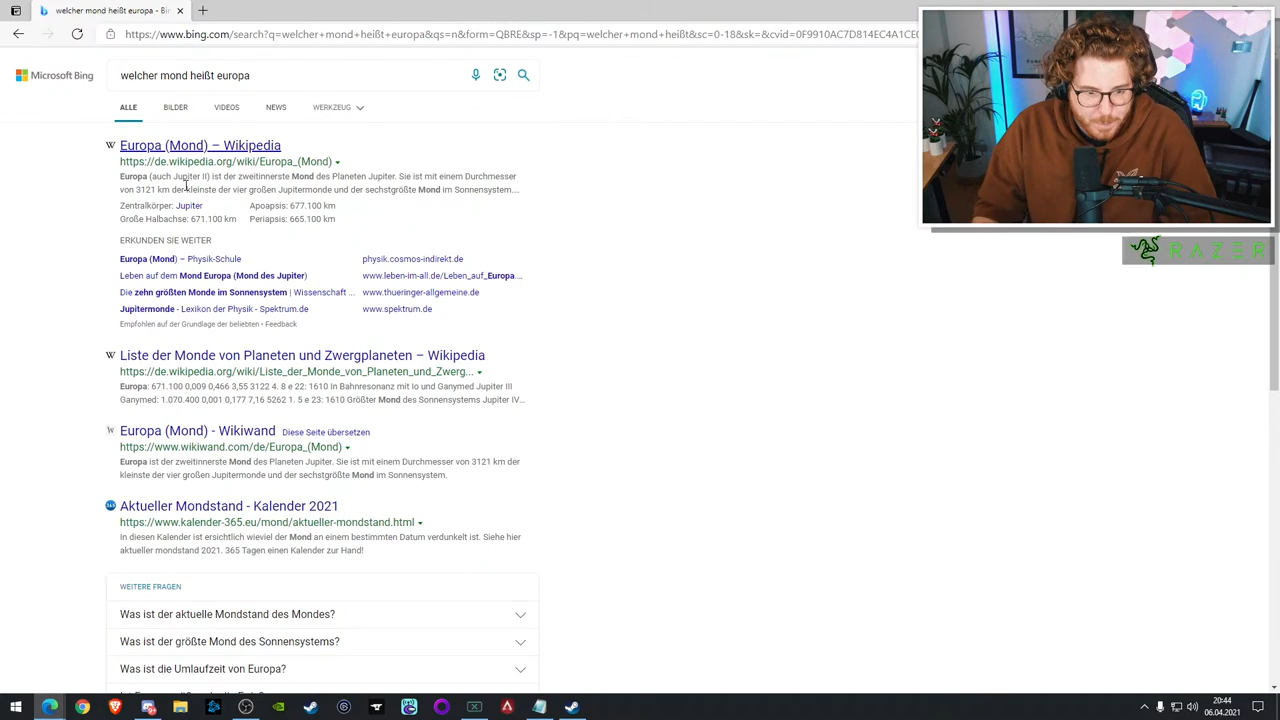 welcher mond heißt europa - Bin
https://www.bing.com/search?q=welcher+mond+heißt+europa&qs=n&form=QBRE&sp=-1&pq=welcher+mond+heißt&sc=0-18&sk=&cvid=0F9910AC7D814EC4A1CE0
Microsoft Bing
welcher mond heißt europa
ALLE BILDER VIDEOS NEWS WERKZEUG
Europa (Mond) – Wikipedia
https://de.wikipedia.org/wiki/Europa_(Mond)
Europa (auch Jupiter II) ist der zweitinnerste Mond des Planeten Jupiter. Sie ist mit einem Durchmesser
von 3121 km der kleinste der vier großen Jupitermonde und der sechstgrößte Mond im Sonnensystem....
Zentralkörper: Jupiter Apoapsis: 677.100 km
Große Halbachse: 671.100 km Periapsis: 665.100 km
ERKUNDEN SIE WEITER
Europa (Mond) – Physik-Schule physik.cosmos-indirekt.de
Leben auf dem Mond Europa (Mond des Jupiter) www.leben-im-all.de/Leben_auf_Europa...
Die zehn größten Monde im Sonnensystem | Wissenschaft ... www.thueringer-allgemeine.de
Jupitermonde - Lexikon der Physik - Spektrum.de www.spektrum.de
Empfohlen auf der Grundlage der beliebten • Feedback
Liste der Monde von Planeten und Zwergplaneten – Wikipedia
https://de.wikipedia.org/wiki/Liste_der_Monde_von_Planeten_und_Zwerg...
Europa: 671.100 0,009 0,466 3,55 3122 4. 8 e 22: 1610 in Bahnresonanz mit Io und Ganymed Jupiter III
Ganymed: 1.070.400 0,001 0,177 7,16 5262 1. 5 e 23: 1610 Größter Mond des Sonnensystems Jupiter IV...
Europa (Mond) - Wikiwand Diese Seite übersetzen
https://www.wikiwand.com/de/Europa_(Mond)
Europa ist der zweitinnerste Mond des Planeten Jupiter. Sie ist mit einem Durchmesser von 3121 km der
kleinste der vier großen Jupitermonde und der sechstgrößte Mond im Sonnensystem.
Aktueller Mondstand - Kalender 2021
https://www.kalender-365.eu/mond/aktueller-mondstand.html
In diesen Kalender ist ersichtlich wieviel der Mond an einem bestimmten Datum verdunkelt ist. Siehe hier
aktueller mondstand 2021. 365 Tagen einen Kalender zur Hand!
WEITERE FRAGEN
Was ist der aktuelle Mondstand des Mondes?
Was ist der größte Mond des Sonnensystems?
Was ist die Umlaufzeit von Europa?
RAZER
20:44
06.04.2021